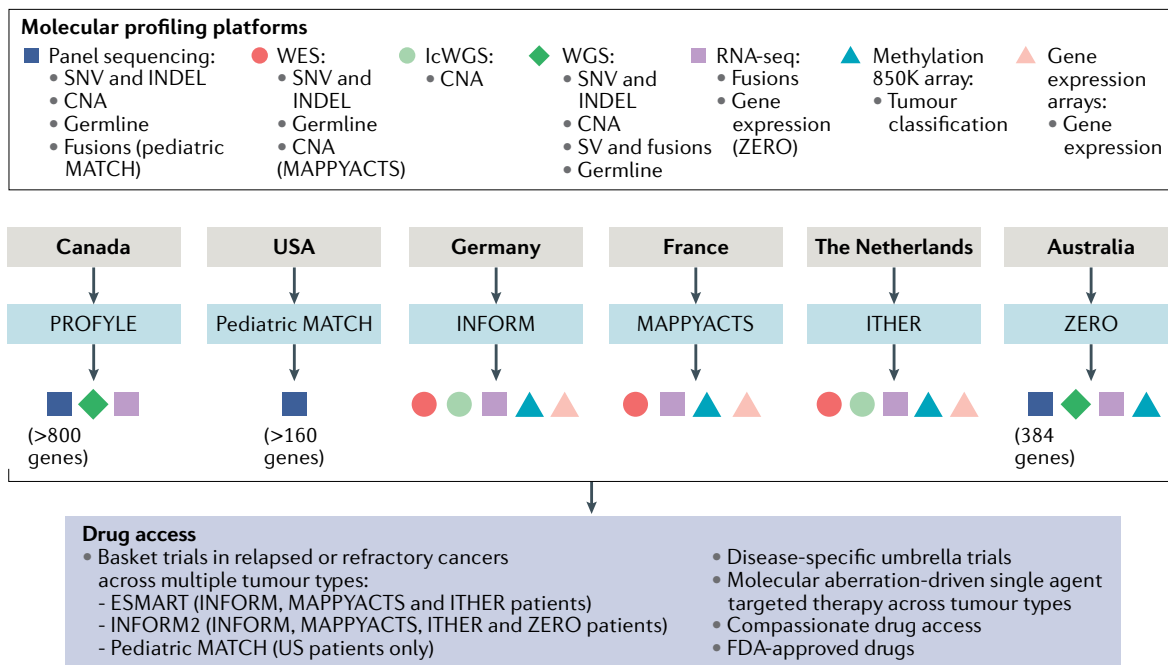 Molecular profiling platforms
Panel sequencing:
• SNV and INDEL
• CNA
• Germline
• Fusions (pediatric
MATCH)
WES:
• SNV and
INDEL
• Germline
• CNA
(MAPPYACTS)
lcWGS:
• CNA
WGS:
• SNV and
INDEL
• CNA
• SV and fusions
• Germline
RNA-seq:
• Fusions
• Gene
expression
(ZERO)
Methylation
850K array:
• Tumour
classification
Gene
expression
arrays:
• Gene
expression
Canada
USA
Germany
France
The Netherlands
Australia
PROFYLE
Pediatric MATCH
INFORM
MAPPYACTS
ITHER
ZERO
(>800
genes)
(>160
genes)
(384
genes)
Drug access
• Basket trials in relapsed or refractory cancers
across multiple tumour types:
- ESMART (INFORM, MAPPYACTS and ITHER patients)
- INFORM2 (INFORM, MAPPYACTS, ITHER and ZERO patients)
- Pediatric MATCH (US patients only)
• Disease-specific umbrella trials
• Molecular aberration-driven single agent
targeted therapy across tumour types
• Compassionate drug access
• FDA-approved drugs